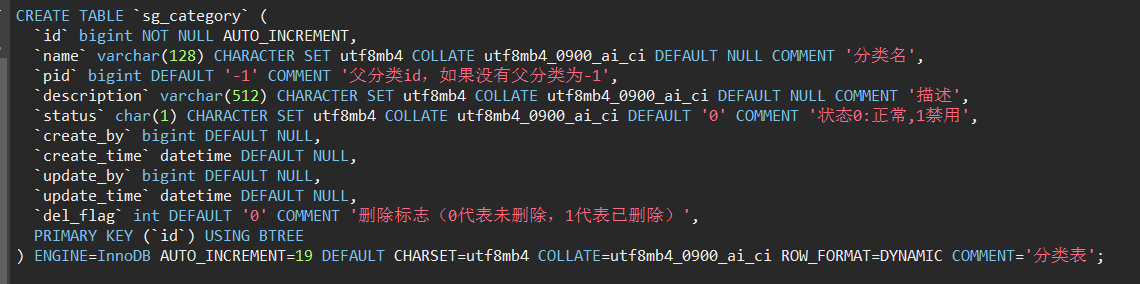 CREATE TABLE `sg_category` (
  `id` bigint NOT NULL AUTO_INCREMENT,
  `name` varchar(128) CHARACTER SET utf8mb4 COLLATE utf8mb4_0900_ai_ci DEFAULT NULL COMMENT '分类名',
  `pid` bigint DEFAULT '-1' COMMENT '父分类id，如果没有父分类为-1',
  `description` varchar(512) CHARACTER SET utf8mb4 COLLATE utf8mb4_0900_ai_ci DEFAULT NULL COMMENT '描述',
  `status` char(1) CHARACTER SET utf8mb4 COLLATE utf8mb4_0900_ai_ci DEFAULT '0' COMMENT '状态0:正常,1禁用',
  `create_by` bigint DEFAULT NULL,
  `create_time` datetime DEFAULT NULL,
  `update_by` bigint DEFAULT NULL,
  `update_time` datetime DEFAULT NULL,
  `del_flag` int DEFAULT '0' COMMENT '删除标志（0代表未删除，1代表已删除）',
  PRIMARY KEY (`id`) USING BTREE
) ENGINE=InnoDB AUTO_INCREMENT=19 DEFAULT CHARSET=utf8mb4 COLLATE=utf8mb4_0900_ai_ci ROW_FORMAT=DYNAMIC COMMENT='分类表';